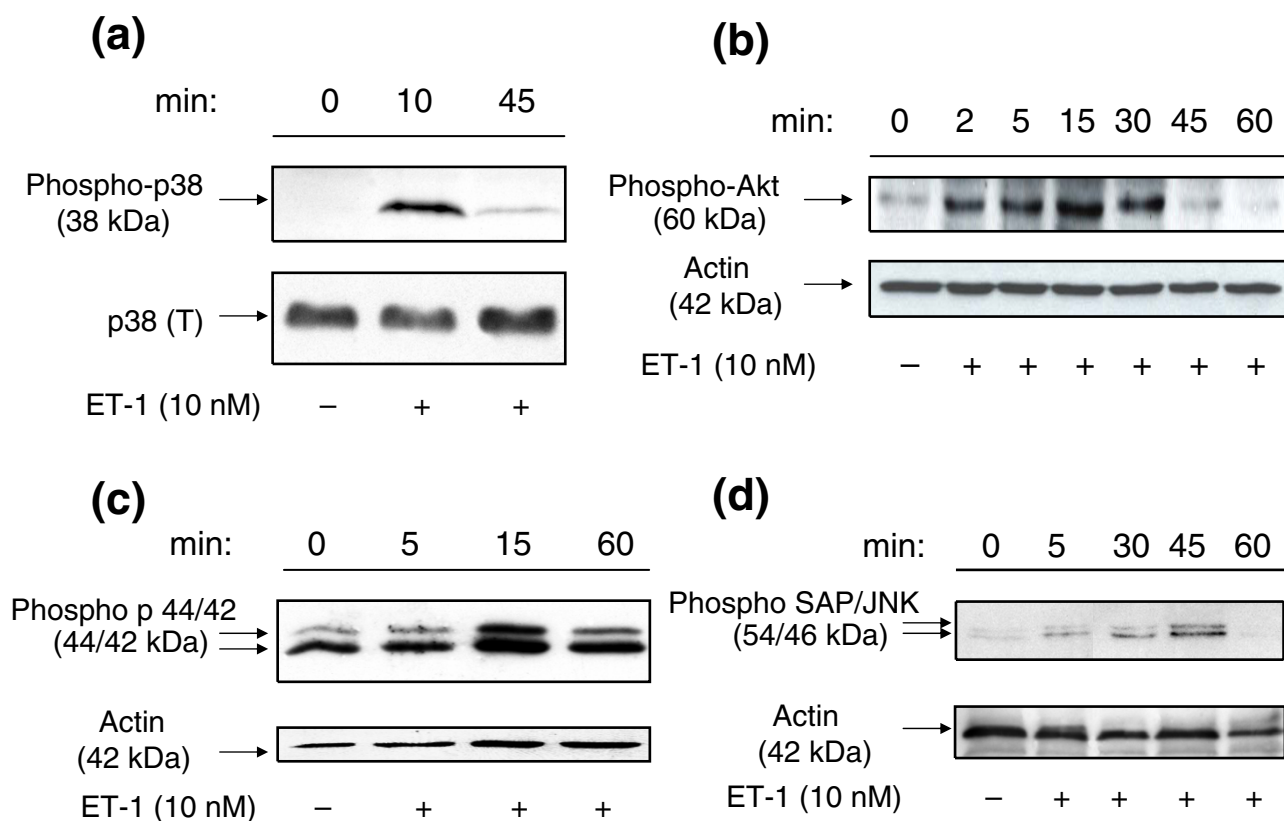 (a)
min: 0 10 45
Phospho-p38
(38 kDa)
p38 (T)
ET-1 (10 nM) – + +
(b)
min: 0 2 5 15 30 45 60
Phospho-Akt
(60 kDa)
Actin
(42 kDa)
ET-1 (10 nM) – + + + + + +
(c)
min: 0 5 15 60
Phospho p 44/42
(44/42 kDa)
Actin
(42 kDa)
ET-1 (10 nM) – + + +
(d)
min: 0 5 30 45 60
Phospho SAP/JNK
(54/46 kDa)
Actin
(42 kDa)
ET-1 (10 nM) – + + + +